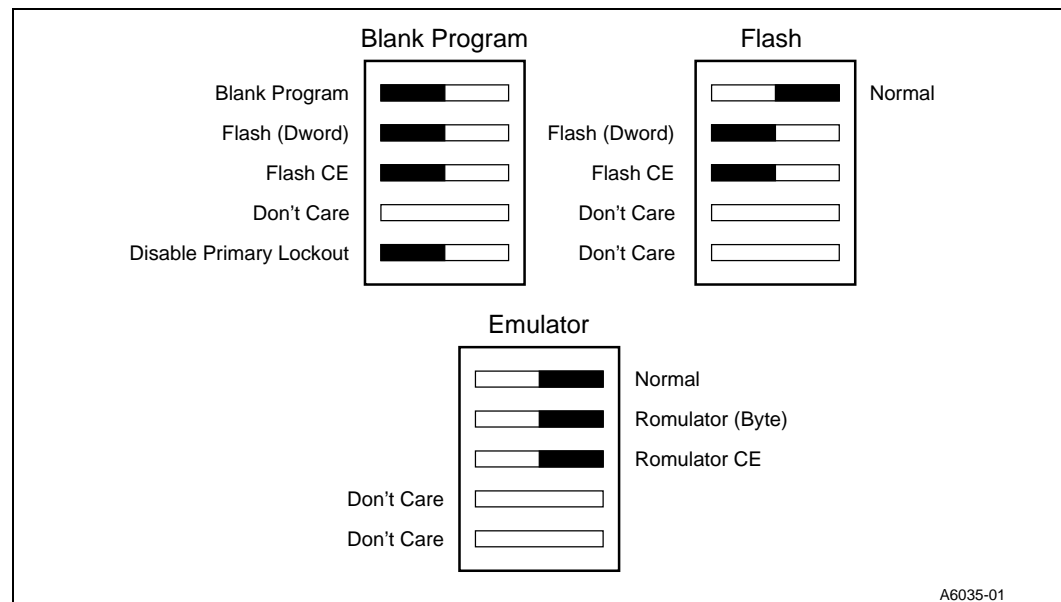 Blank Program
Blank Program
Flash (Dword)
Flash CE
Don't Care
Disable Primary Lockout
Flash
Normal
Flash (Dword)
Flash CE
Don't Care
Don't Care
Emulator
Normal
Romulator (Byte)
Romulator CE
Don't Care
Don't Care
A6035-01